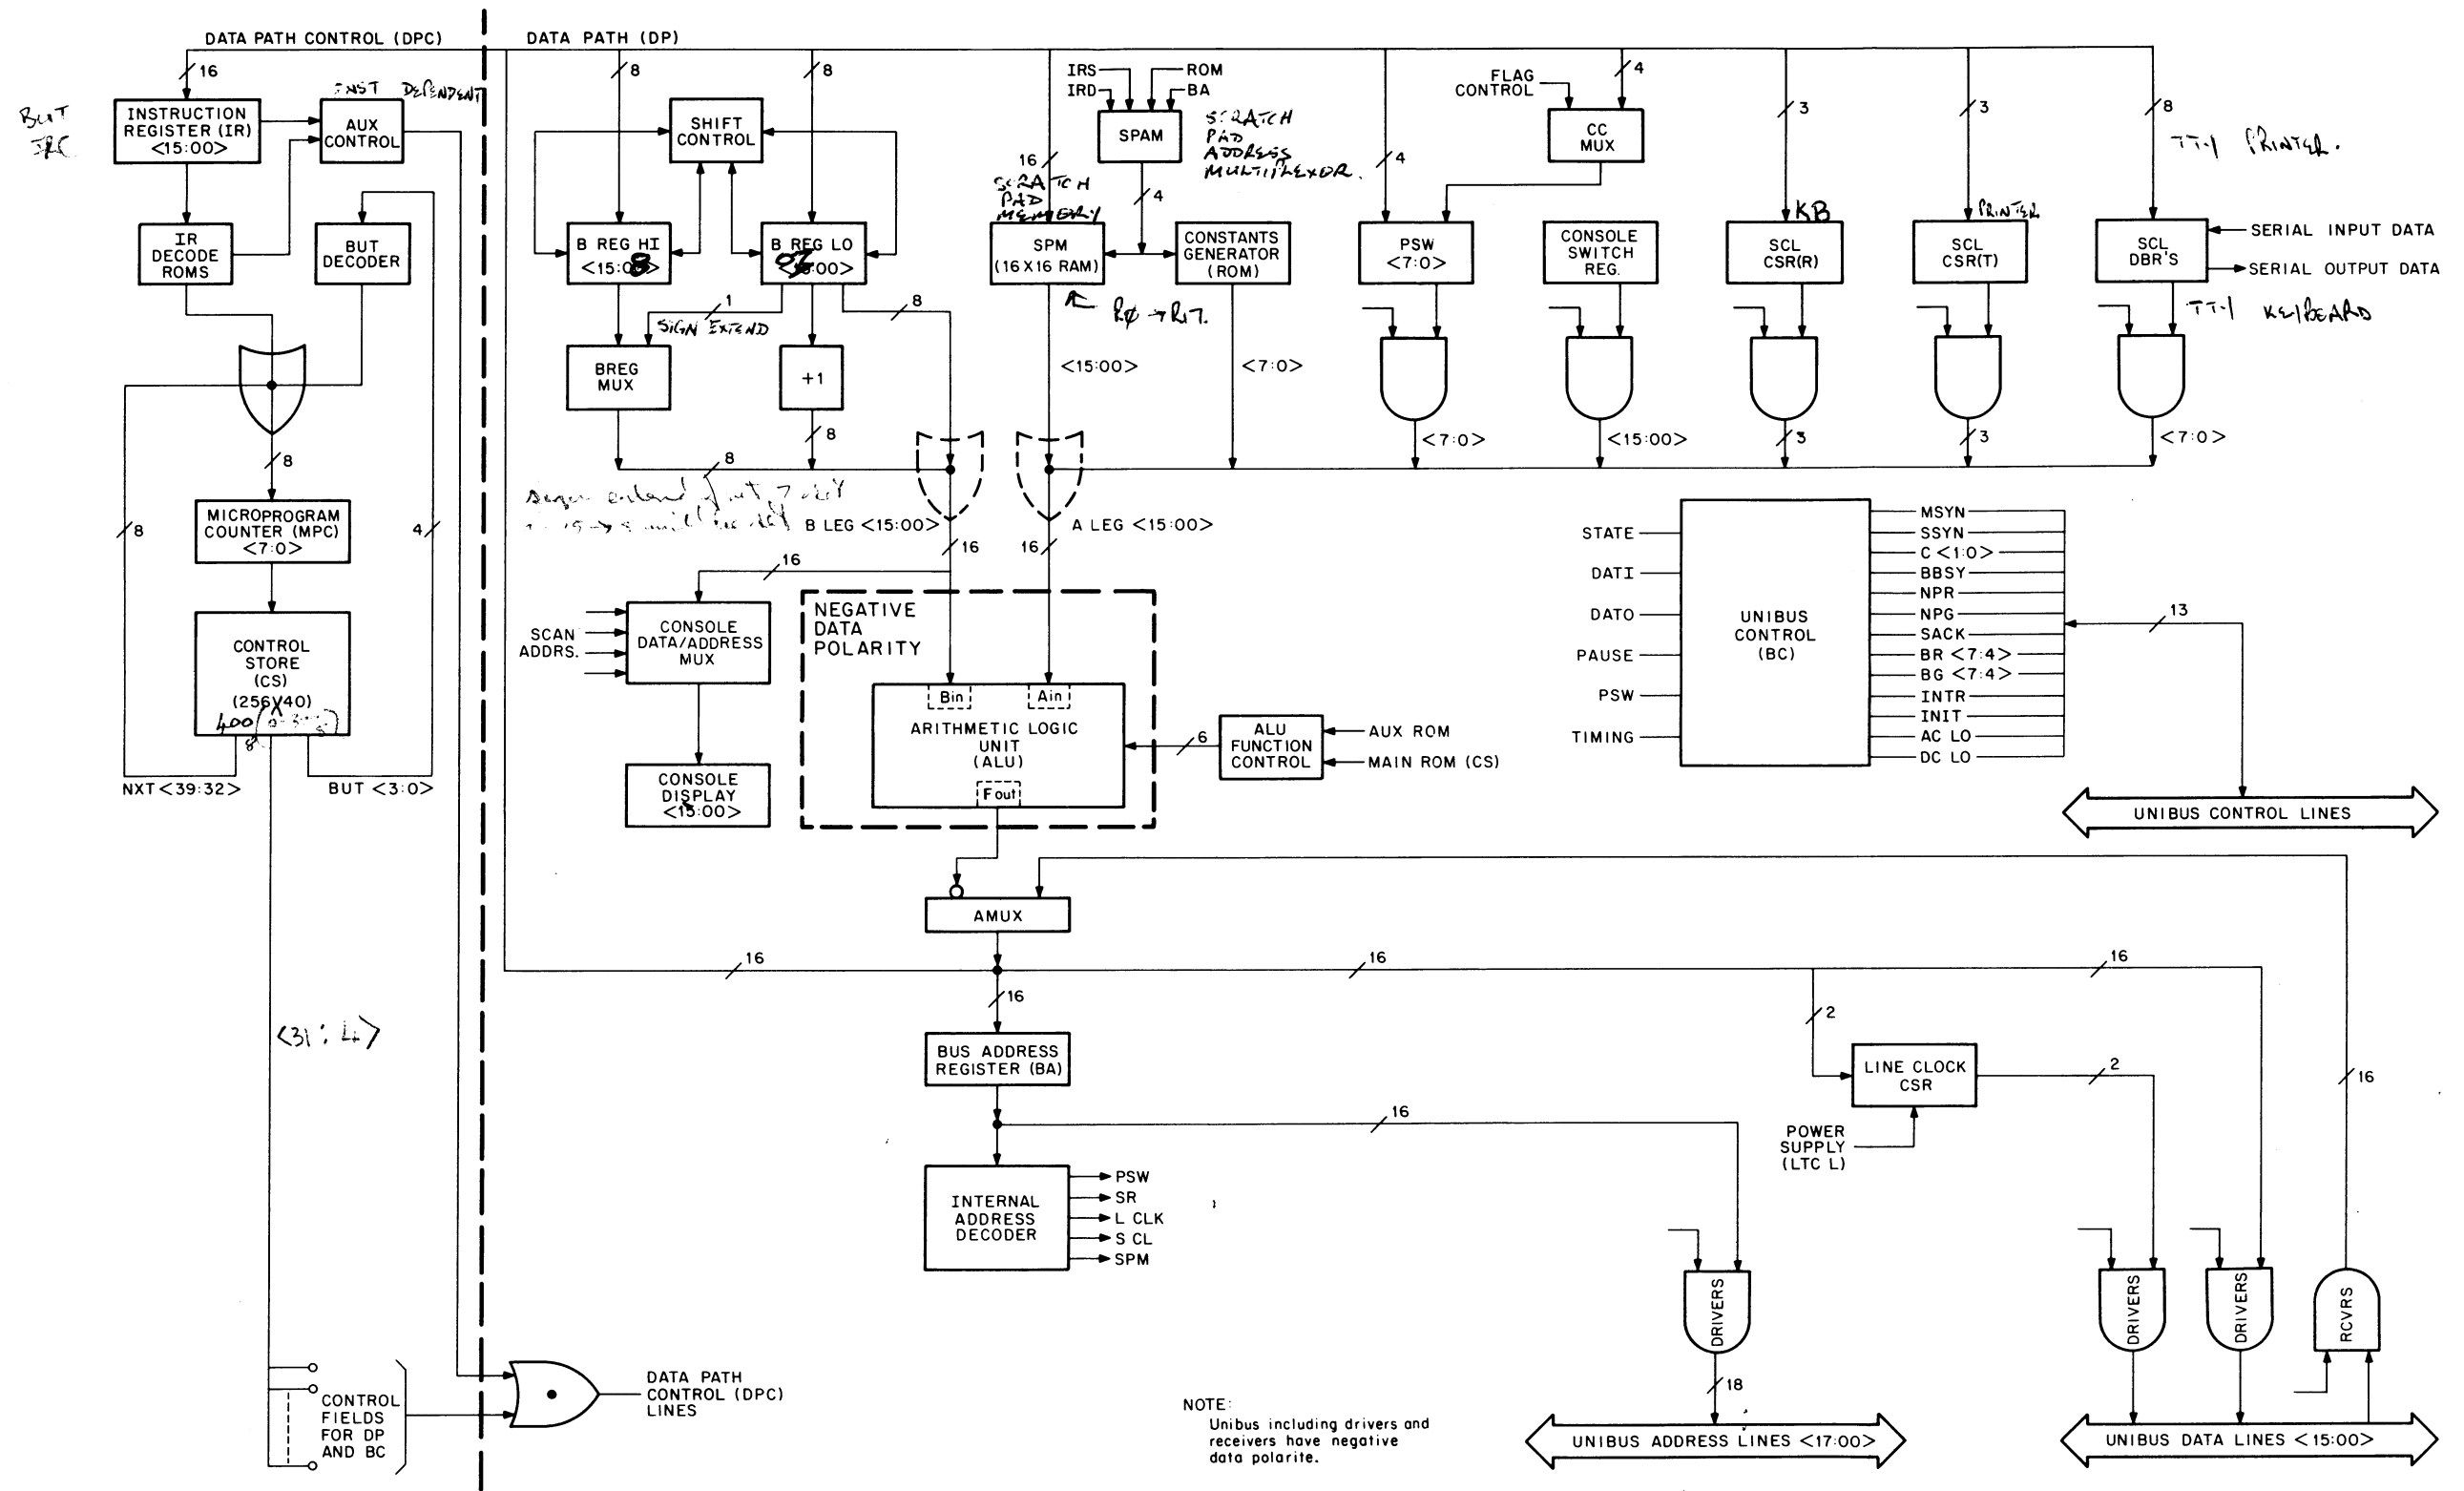 DATA PATH CONTROL (DPC)
DATA PATH (DP)
16
8
8
INST DEPENDENT
BUT
INSTRUCTION
REGISTER (IR)
<15:00>
AUX
CONTROL
SHIFT
CONTROL
IRS
IRD
ROM
BA
SPAM
SCRATCH
PAD
ADDRESS
MULTIPLEXOR.
16
4
SCRATCH
PAD
MEMORY
FLAG
CONTROL
4
CC
MUX
4
3
3
8
TTY PRINTER.
IR
DECODE
ROMS
BUT
DECODER
B REG HI
<15:08>
B REG LO
<07:00>
SPM
(16 X 16 RAM)
CONSTANTS
GENERATOR
(ROM)
PSW
<7:0>
CONSOLE
SWITCH
REG.
KB
SCL
CSR(R)
PRINTER
SCL
CSR(T)
SCL
DBR'S
SERIAL INPUT DATA
SERIAL OUTPUT DATA
1
SIGN EXTEND
8
RØ → R17.
TTY KEYBOARD
BREG
MUX
+1
<15:00>
<7:0>
8
8
<7:0>
<15:00>
3
3
<7:0>
8
B LEG <15:00>
A LEG <15:00>
16
16
16
8
4
MICROPROGRAM
COUNTER (MPC)
<7:0>
CONTROL
STORE
(CS)
(256X40)
400
8
NXT <39:32>
BUT <3:0>
SCAN
ADDRS.
CONSOLE
DATA/ADDRESS
MUX
CONSOLE
DISPLAY
<15:00>
NEGATIVE
DATA
POLARITY
Bin
Ain
ARITHMETIC LOGIC
UNIT
(ALU)
Fout
6
ALU
FUNCTION
CONTROL
AUX ROM
MAIN ROM (CS)
STATE
DATI
DATO
PAUSE
PSW
TIMING
UNIBUS
CONTROL
(BC)
MSYN
SSYN
C <1:0>
BBSY
NPR
NPG
SACK
BR <7:4>
BG <7:4>
INTR
INIT
AC LO
DC LO
13
UNIBUS CONTROL LINES
AMUX
16
16
16
16
<31:4>
BUS ADDRESS
REGISTER (BA)
16
2
LINE CLOCK
CSR
2
16
POWER
SUPPLY
(LTC L)
INTERNAL
ADDRESS
DECODER
PSW
SR
L CLK
S CL
SPM
DRIVERS
DRIVERS
DRIVERS
RCVRS
18
CONTROL
FIELDS
FOR DP
AND BC
DATA PATH
CONTROL (DPC)
LINES
NOTE:
Unibus including drivers and
receivers have negative
data polarite.
UNIBUS ADDRESS LINES <17:00>
UNIBUS DATA LINES <15:00>